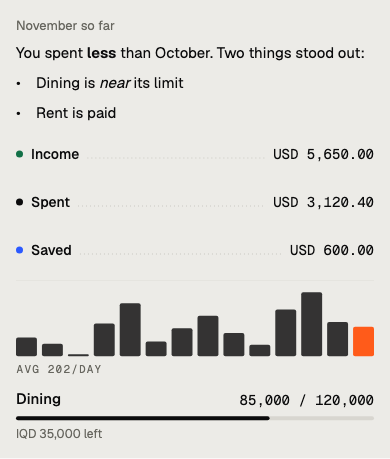 November so far
You spent less than October. Two things stood out:
• Dining is near its limit
• Rent is paid
Income USD 5,650.00
Spent USD 3,120.40
Saved USD 600.00
AVG 202/DAY
Dining 85,000 / 120,000
IQD 35,000 left